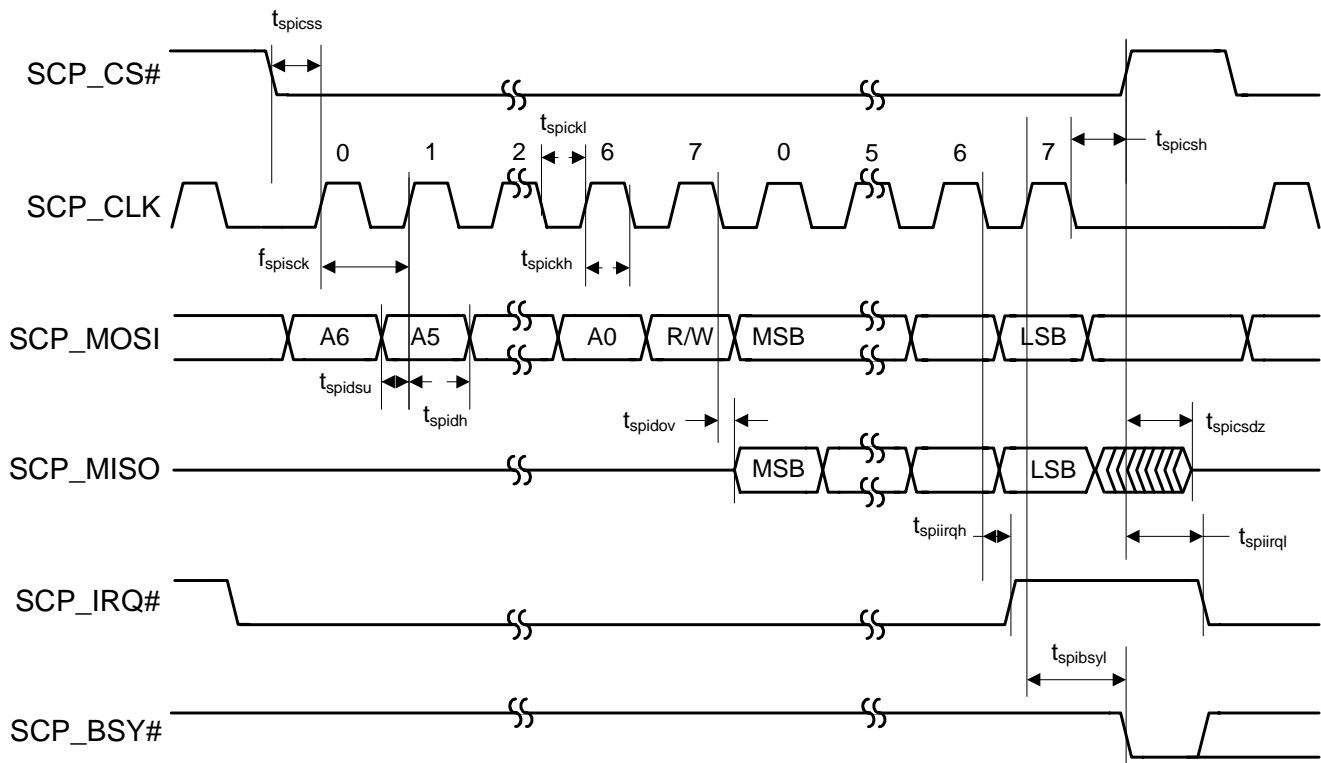 t_spicss
SCP_CS#
t_spickl
t_spicsh
0 1 2 6 7 0 5 6 7
SCP_CLK
f_spisck
t_spickh
SCP_MOSI
A6 A5 A0 R/W MSB LSB
t_spidsu
t_spidh
t_spidov
t_spicsdz
SCP_MISO
MSB LSB
t_spiirqh
t_spiirql
SCP_IRQ#
t_spibsyl
SCP_BSY#